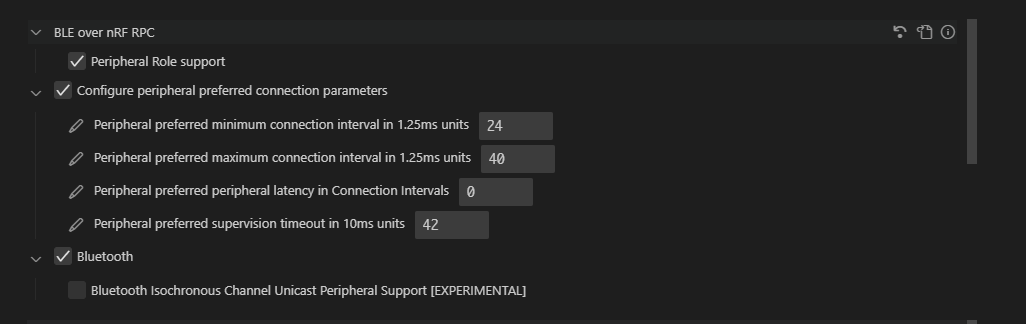 BLE over nRF RPC
Peripheral Role support
Configure peripheral preferred connection parameters
Peripheral preferred minimum connection interval in 1.25ms units 24
Peripheral preferred maximum connection interval in 1.25ms units 40
Peripheral preferred peripheral latency in Connection Intervals 0
Peripheral preferred supervision timeout in 10ms units 42
Bluetooth
Bluetooth Isochronous Channel Unicast Peripheral Support [EXPERIMENTAL]